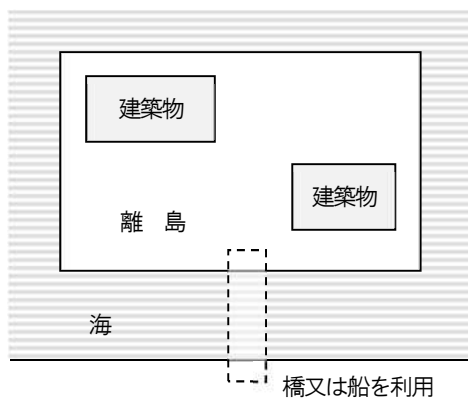 建築物
建築物
離　島
海
橋又は船を利用